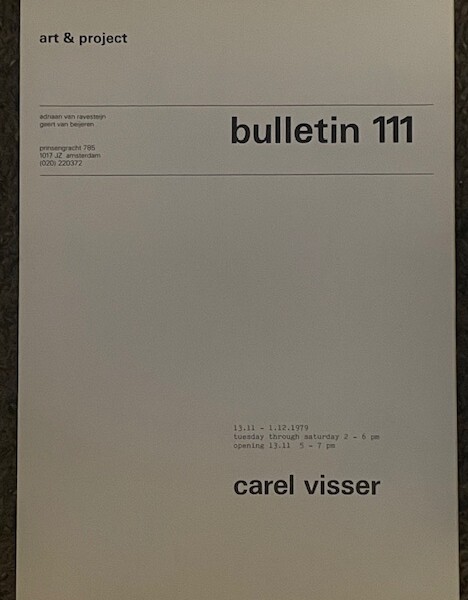 art & project
adriaan van ravesteijn
geert van beijeren
bulletin 111
prinsengracht 785
1017 JZ amsterdam
(020) 220372
13.11 - 1.12.1979
tuesday through saturday 2 - 6 pm
opening 13.11 5 - 7 pm
carel visser